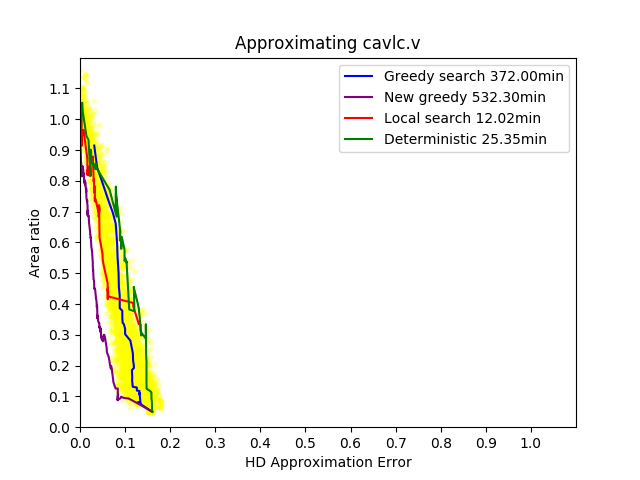 Approximating cavlc.v
Greedy search 372.00min
New greedy 532.30min
Local search 12.02min
Deterministic 25.35min
Area ratio
1.1
1.0
0.9
0.8
0.7
0.6
0.5
0.4
0.3
0.2
0.1
0.0
0.0 0.1 0.2 0.3 0.4 0.5 0.6 0.7 0.8 0.9 1.0
HD Approximation Error